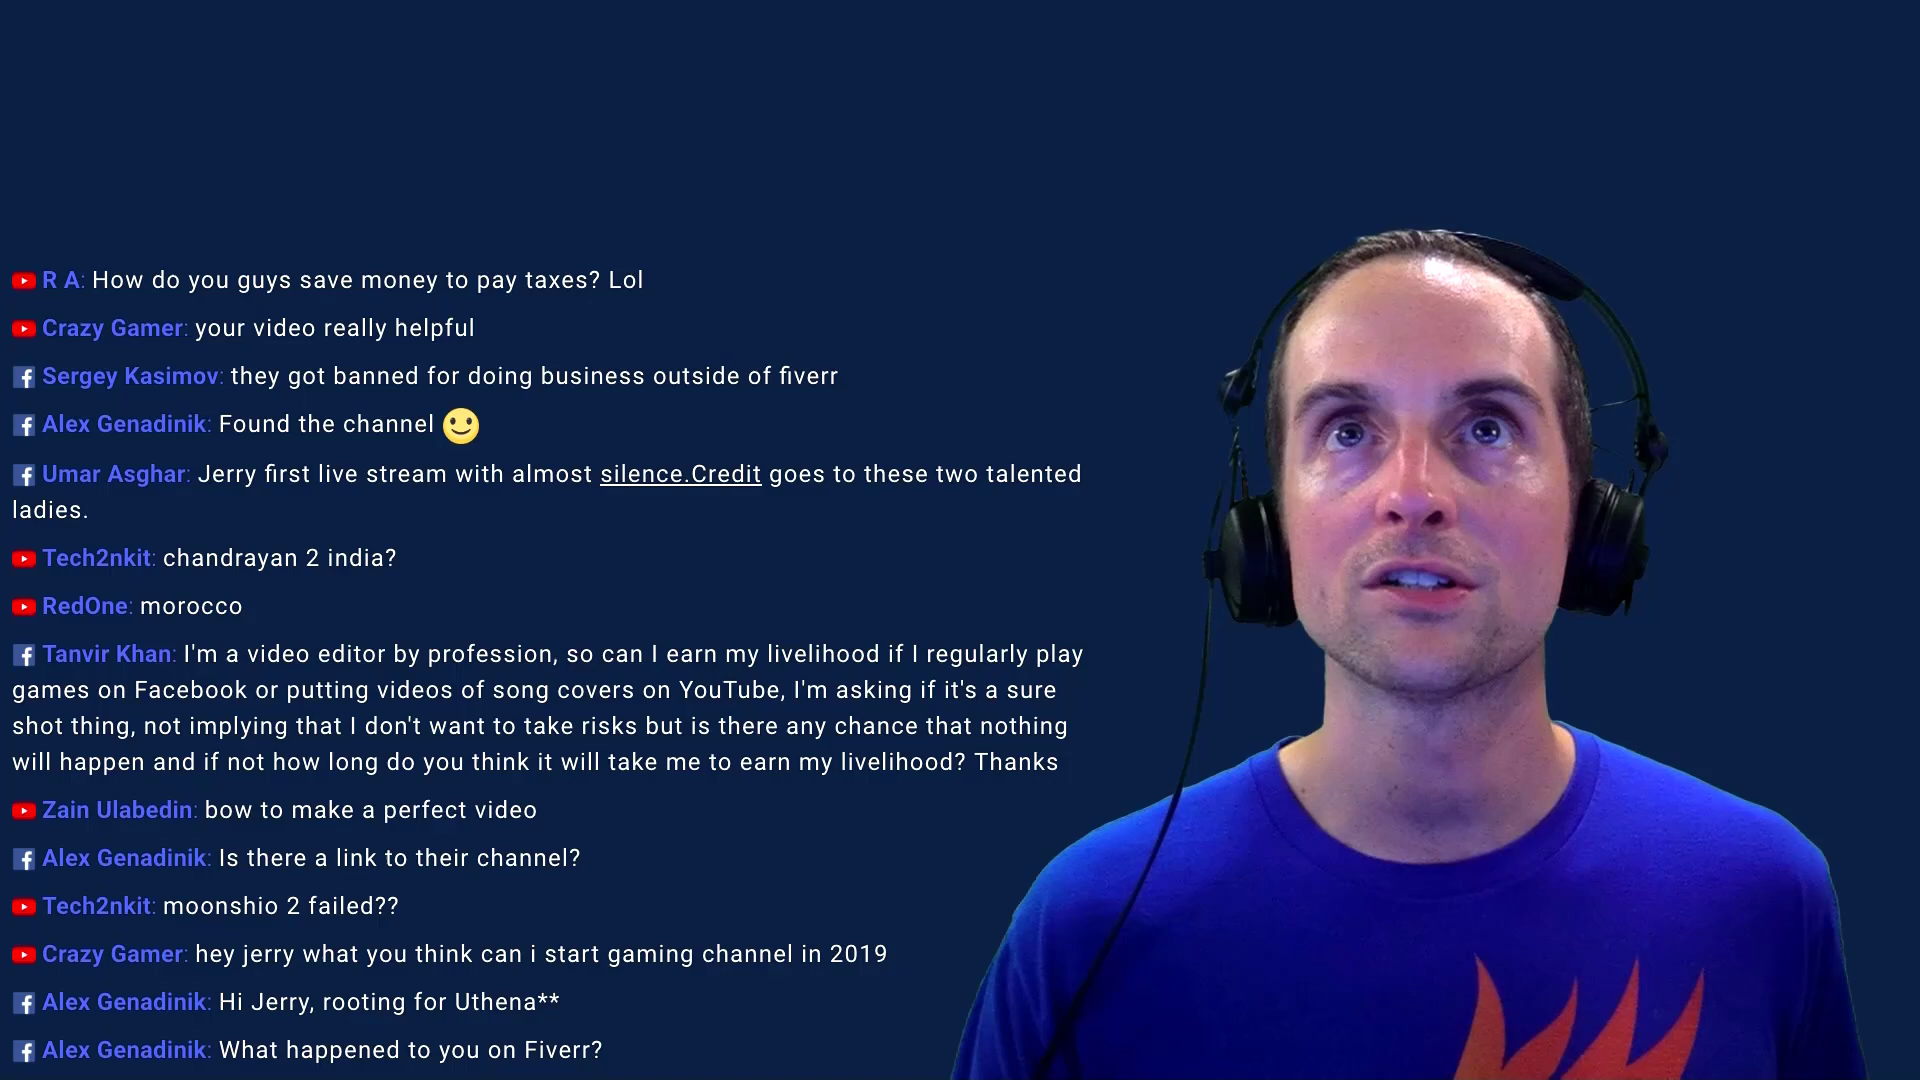 R A: How do you guys save money to pay taxes? Lol
Crazy Gamer: your video really helpful
Sergey Kasimov: they got banned for doing business outside of fiverr
Alex Genadinik: Found the channel 🙂
Umar Asghar: Jerry first live stream with almost silence.Credit goes to these two talented
ladies.
Tech2nkit: chandrayan 2 india?
RedOne: morocco
Tanvir Khan: I'm a video editor by profession, so can I earn my livelihood if I regularly play
games on Facebook or putting videos of song covers on YouTube, I'm asking if it's a sure
shot thing, not implying that I don't want to take risks but is there any chance that nothing
will happen and if not how long do you think it will take me to earn my livelihood? Thanks
Zain Ulabedin: bow to make a perfect video
Alex Genadinik: Is there a link to their channel?
Tech2nkit: moonshio 2 failed??
Crazy Gamer: hey jerry what you think can i start gaming channel in 2019
Alex Genadinik: Hi Jerry, rooting for Uthena**
Alex Genadinik: What happened to you on Fiverr?